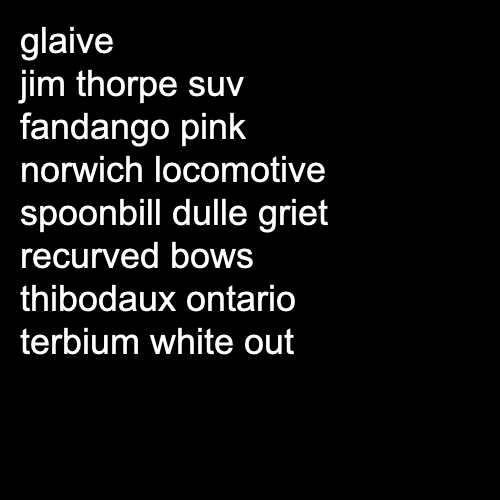 glaive
jim thorpe suv
fandango pink
norwich locomotive
spoonbill dulle griet
recurved bows
thibodaux ontario
terbium white out